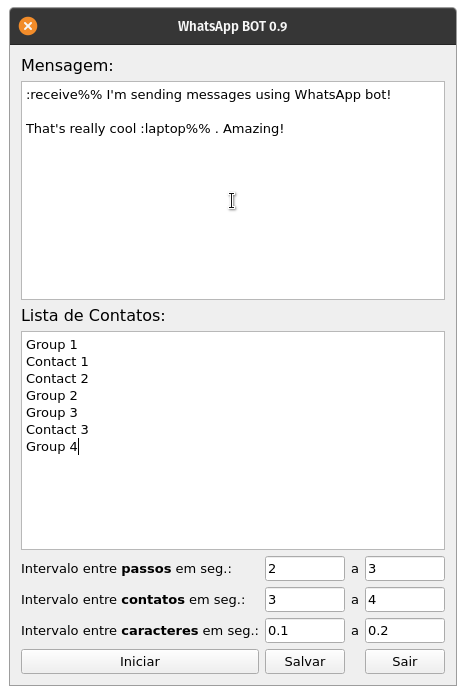 WhatsApp BOT 0.9
Mensagem:
:receive%% I'm sending messages using WhatsApp bot!
That's really cool :laptop%% . Amazing!
Lista de Contatos:
Group 1
Contact 1
Contact 2
Group 2
Group 3
Contact 3
Group 4
Intervalo entre passos em seg.: 2 a 3
Intervalo entre contatos em seg.: 3 a 4
Intervalo entre caracteres em seg.: 0.1 a 0.2
Iniciar Salvar Sair